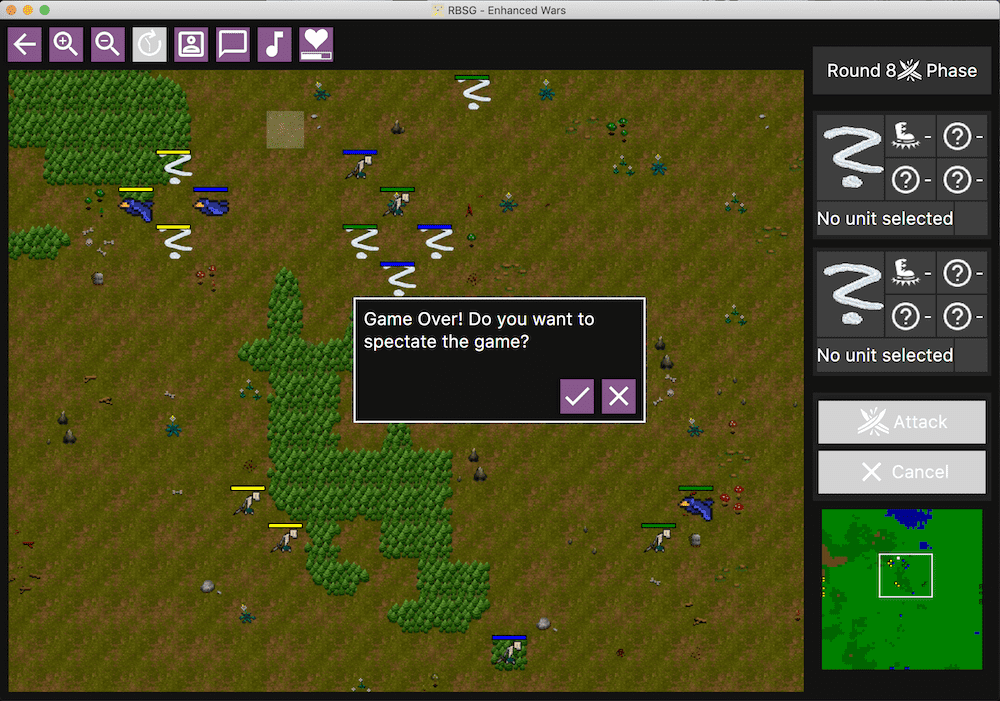 RBSG - Enhanced Wars
Round 8 Phase
- ? -
? - ? -
No unit selected
- ? -
? - ? -
No unit selected
Game Over! Do you want to
spectate the game?
Attack
Cancel